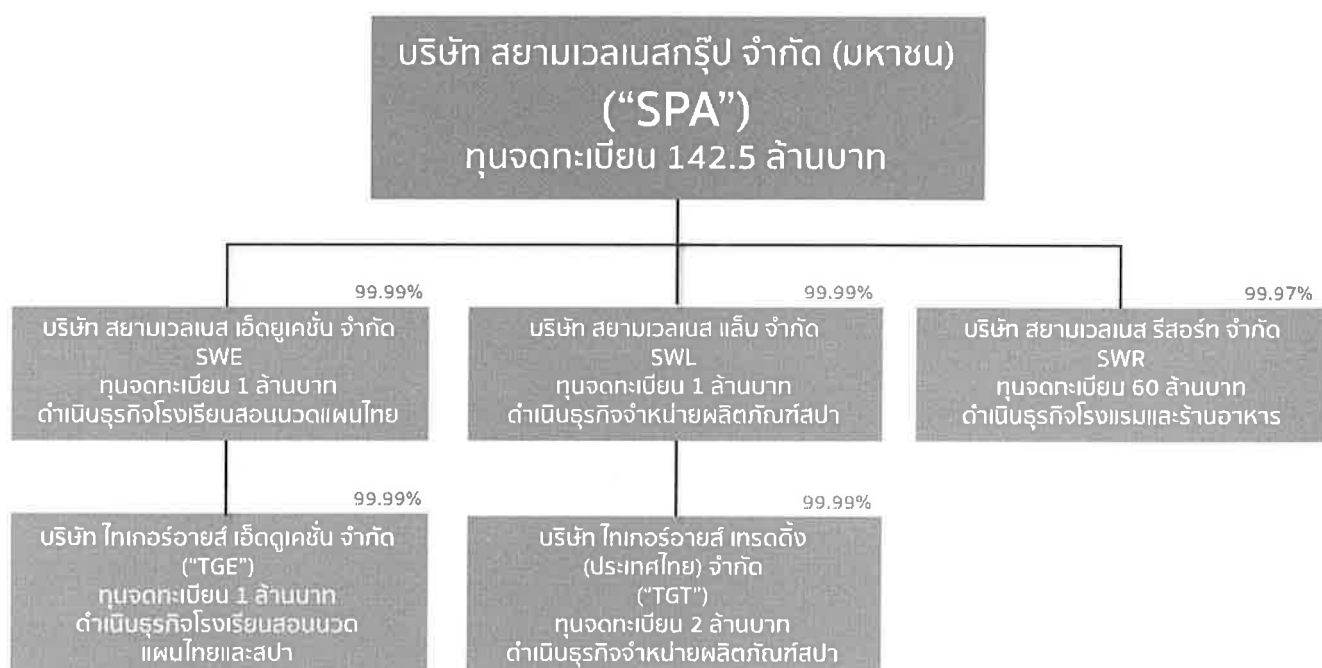 บริษัท สยามเวลเนสกรุ๊ป จำกัด (มหาชน)
(“SPA”)
ทุนจดทะเบียน 142.5 ล้านบาท
99.99%
บริษัท สยามเวลเนส เอ็ดยูเคชั่น จำกัด
SWE
ทุนจดทะเบียน 1 ล้านบาท
ดำเนินธุรกิจโรงเรียนสอนนวดแผนไทย
99.99%
บริษัท สยามเวลเนส แล็บ จำกัด
SWL
ทุนจดทะเบียน 1 ล้านบาท
ดำเนินธุรกิจจำหน่ายผลิตภัณฑ์สปา
99.97%
บริษัท สยามเวลเนส รีสอร์ท จำกัด
SWR
ทุนจดทะเบียน 60 ล้านบาท
ดำเนินธุรกิจโรงแรมและร้านอาหาร
99.99%
บริษัท ไทเกอร์อายส์ เอ็ดดูเคชั่น จำกัด
(“TGE”)
ทุนจดทะเบียน 1 ล้านบาท
ดำเนินธุรกิจโรงเรียนสอนนวด
แผนไทยและสปา
99.99%
บริษัท ไทเกอร์อายส์ เทรดดิ้ง
(ประเทศไทย) จำกัด
(“TGT”)
ทุนจดทะเบียน 2 ล้านบาท
ดำเนินธุรกิจจำหน่ายผลิตภัณฑ์สปา